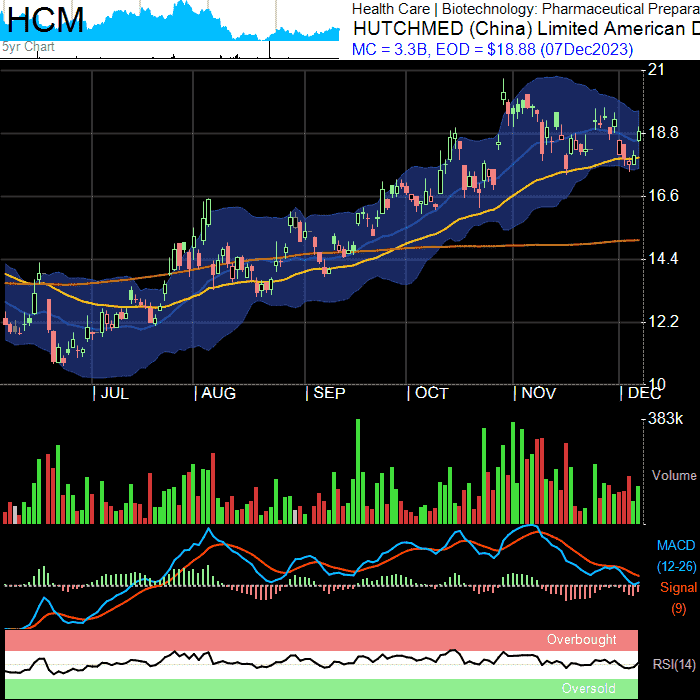 HCM
5yr Chart
Health Care | Biotechnology: Pharmaceutical Prepara
HUTCHMED (China) Limited American D
MC = 3.3B, EOD = $18.88 (07Dec2023)
21
18.8
16.6
14.4
12.2
10
| JUL | AUG | SEP | OCT | NOV | DEC
383k
Volume
MACD
(12-26)
Signal
(9)
Overbought
RSI(14)
Oversold